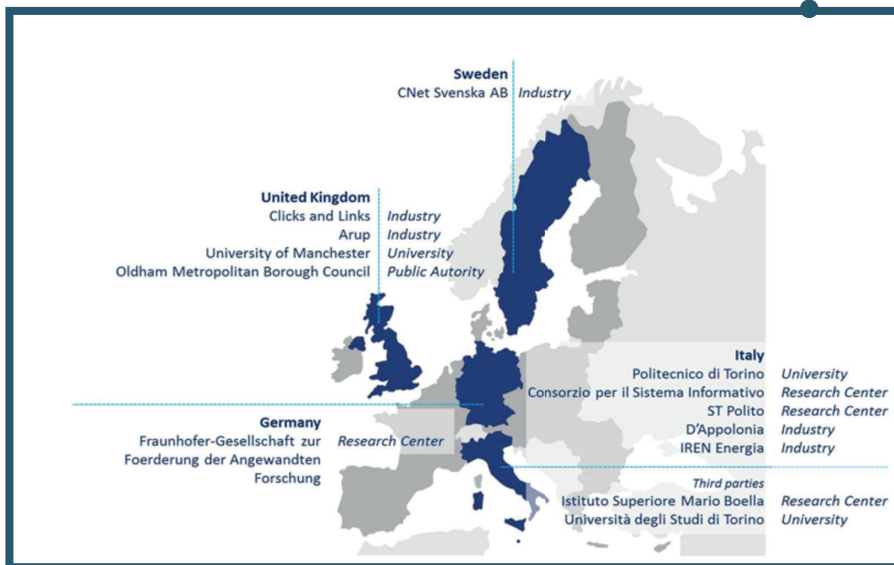 Sweden
CNet Svenska AB Industry
United Kingdom
Clicks and Links Industry
Arup Industry
University of Manchester University
Oldham Metropolitan Borough Council Public Autority
Italy
Politecnico di Torino University
Consorzio per il Sistema Informativo Research Center
ST Polito Research Center
D'Appolonia Industry
IREN Energia Industry
Third parties
Istituto Superiore Mario Boella Research Center
Università degli Studi di Torino University
Germany
Fraunhofer-Gesellschaft zur Research Center
Foerderung der Angewandten
Forschung